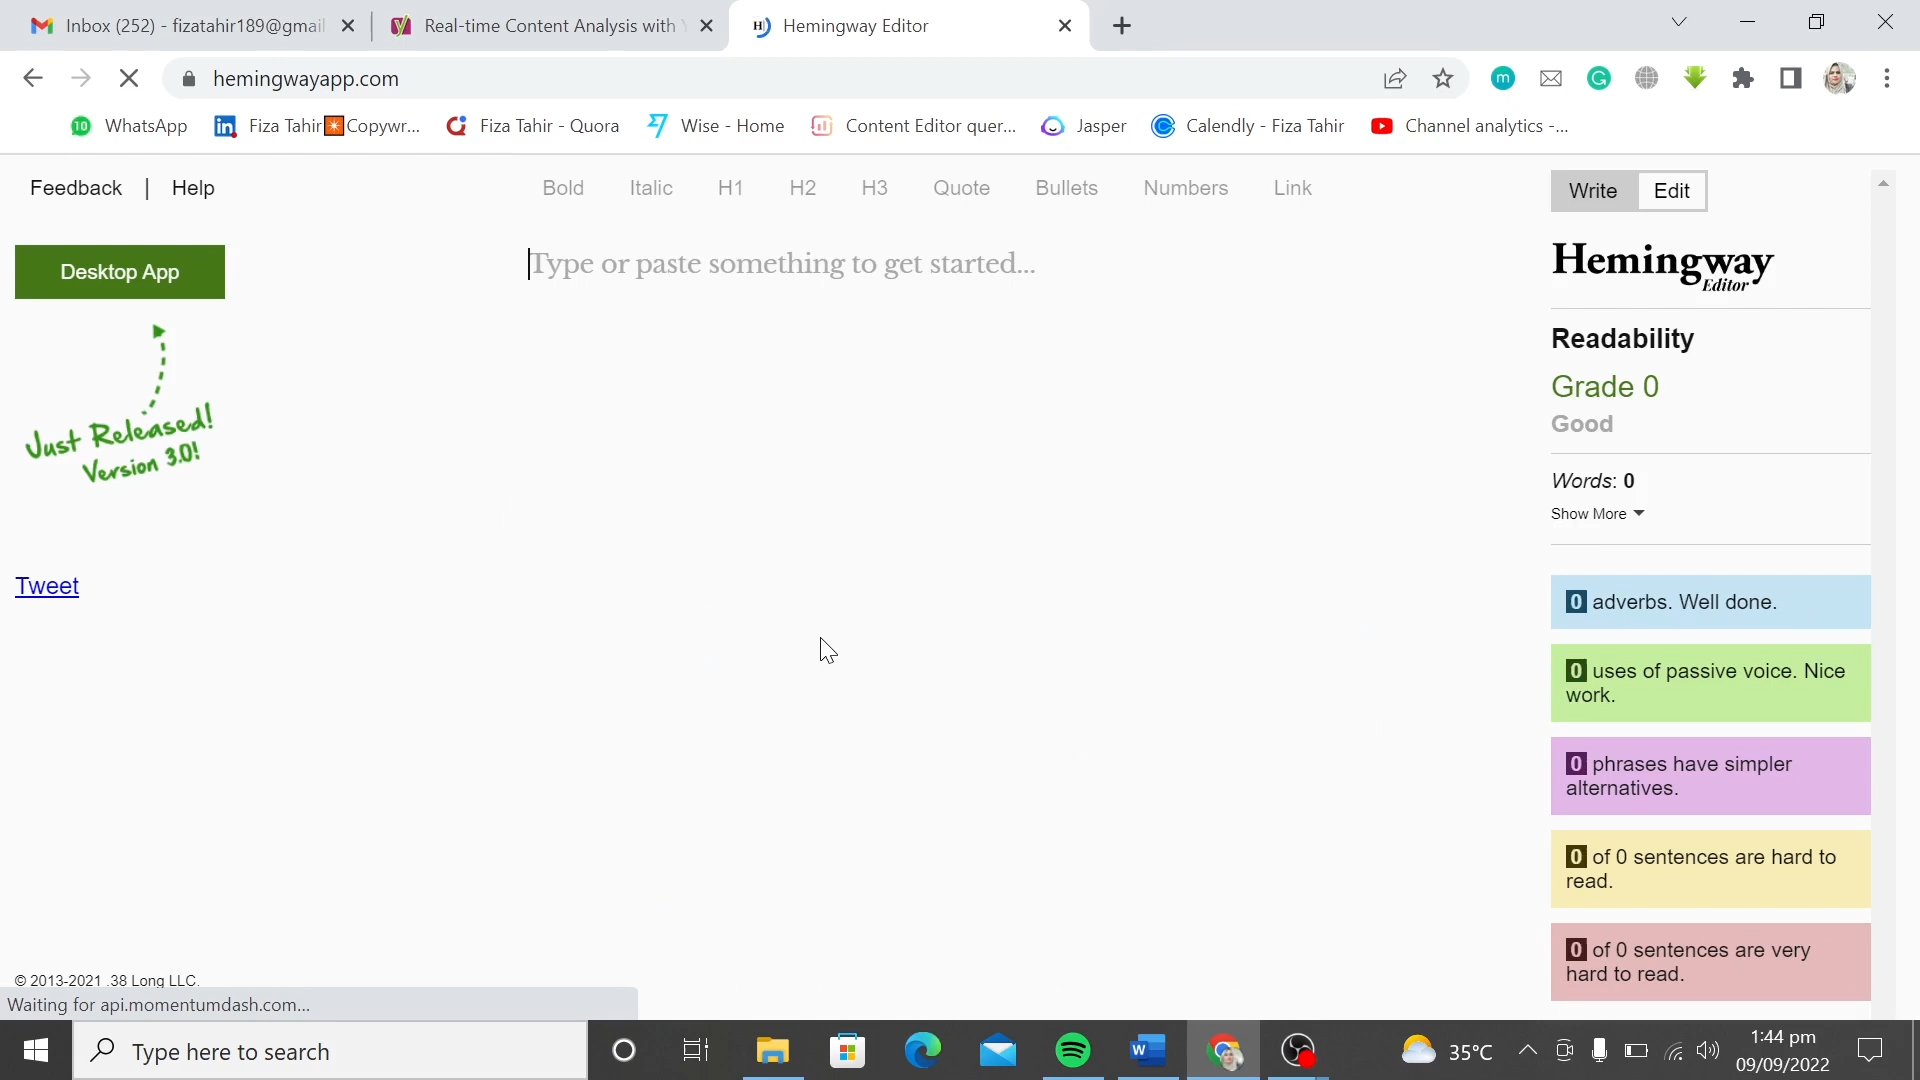 Inbox (252) - fizatahir189@gmail
Real-time Content Analysis with Y
Hemingway Editor
hemingwayapp.com
WhatsApp
Fiza Tahir Copywr...
Fiza Tahir - Quora
Wise - Home
Content Editor quer...
Jasper
Calendly - Fiza Tahir
Channel analytics -...
Feedback | Help
Bold Italic H1 H2 H3 Quote Bullets Numbers Link
Write Edit
Desktop App
Just Released!
Version 3.0!
Tweet
Type or paste something to get started...
Hemingway
Editor
Readability
Grade 0
Good
Words: 0
Show More
0 adverbs. Well done.
0 uses of passive voice. Nice
work.
0 phrases have simpler
alternatives.
0 of 0 sentences are hard to
read.
0 of 0 sentences are very
hard to read.
© 2013-2021 .38 Long LLC.
Waiting for api.momentumdash.com...
Type here to search
35°C
1:44 pm
09/09/2022